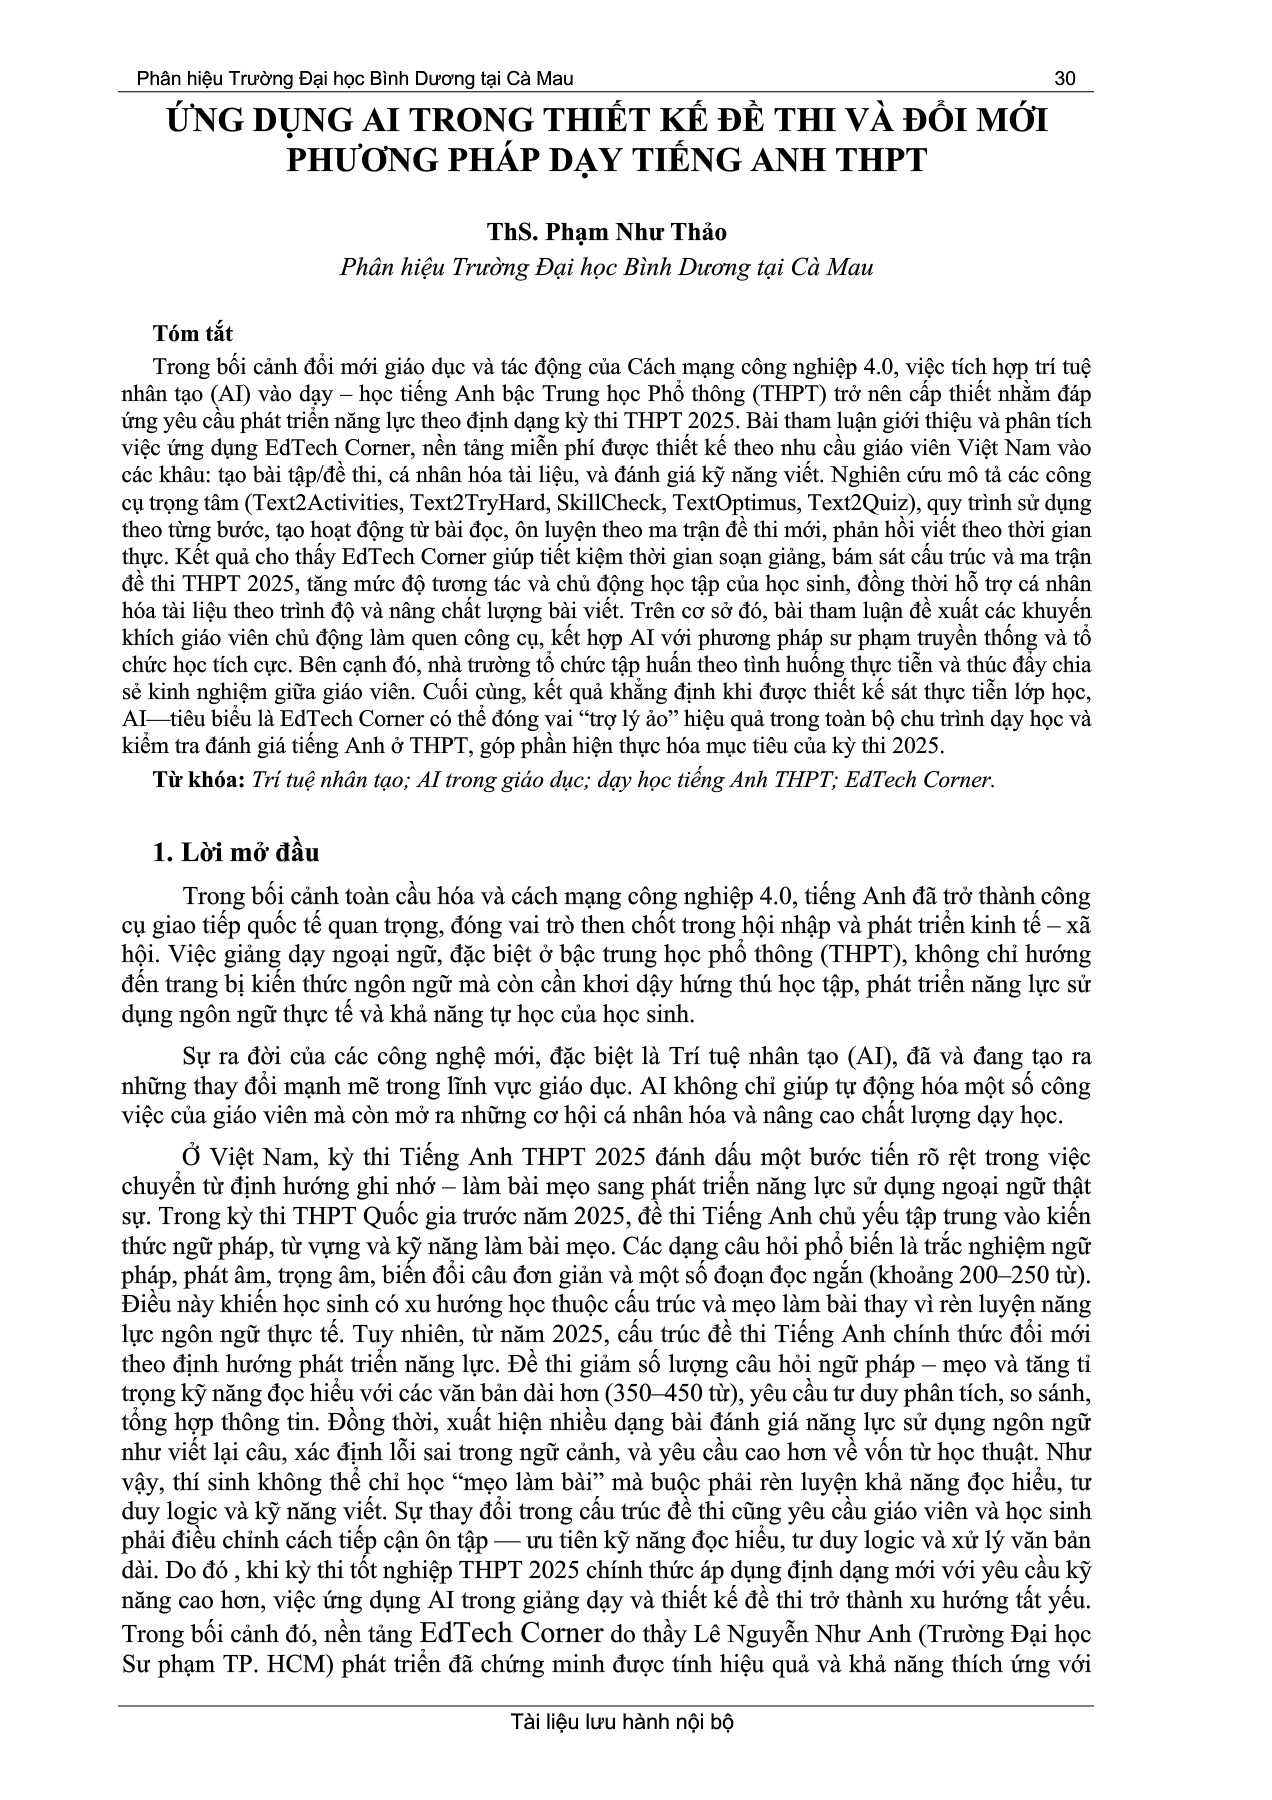 Phân hiệu Trường Đại học Bình Dương tại Cà Mau 30
ỨNG DỤNG AI TRONG THIẾT KẾ ĐỀ THI VÀ ĐỔI MỚI
PHƯƠNG PHÁP DẠY TIẾNG ANH THPT
ThS. Phạm Như Thảo
Phân hiệu Trường Đại học Bình Dương tại Cà Mau
Tóm tắt
Trong bối cảnh đổi mới giáo dục và tác động của Cách mạng công nghiệp 4.0, việc tích hợp trí tuệ
nhân tạo (AI) vào dạy – học tiếng Anh bậc Trung học Phổ thông (THPT) trở nên cấp thiết nhằm đáp
ứng yêu cầu phát triển năng lực theo định dạng kỳ thi THPT 2025. Bài tham luận giới thiệu và phân tích
việc ứng dụng EdTech Corner, nền tảng miễn phí được thiết kế theo nhu cầu giáo viên Việt Nam vào
các khâu: tạo bài tập/đề thi, cá nhân hóa tài liệu, và đánh giá kỹ năng viết. Nghiên cứu mô tả các công
cụ trọng tâm (Text2Activities, Text2TryHard, SkillCheck, TextOptimus, Text2Quiz), quy trình sử dụng
theo từng bước, tạo hoạt động từ bài đọc, ôn luyện theo ma trận đề thi mới, phản hồi viết theo thời gian
thực. Kết quả cho thấy EdTech Corner giúp tiết kiệm thời gian soạn giảng, bám sát cấu trúc và ma trận
đề thi THPT 2025, tăng mức độ tương tác và chủ động học tập của học sinh, đồng thời hỗ trợ cá nhân
hóa tài liệu theo trình độ và nâng chất lượng bài viết. Trên cơ sở đó, bài tham luận đề xuất các khuyến
khích giáo viên chủ động làm quen công cụ, kết hợp AI với phương pháp sư phạm truyền thống và tổ
chức học tích cực. Bên cạnh đó, nhà trường tổ chức tập huấn theo tình huống thực tiễn và thúc đẩy chia
sẻ kinh nghiệm giữa giáo viên. Cuối cùng, kết quả khẳng định khi được thiết kế sát thực tiễn lớp học,
AI—tiêu biểu là EdTech Corner có thể đóng vai “trợ lý ảo” hiệu quả trong toàn bộ chu trình dạy học và
kiểm tra đánh giá tiếng Anh ở THPT, góp phần hiện thực hóa mục tiêu của kỳ thi 2025.
Từ khóa: Trí tuệ nhân tạo; AI trong giáo dục; dạy học tiếng Anh THPT; EdTech Corner.
1. Lời mở đầu
Trong bối cảnh toàn cầu hóa và cách mạng công nghiệp 4.0, tiếng Anh đã trở thành công
cụ giao tiếp quốc tế quan trọng, đóng vai trò then chốt trong hội nhập và phát triển kinh tế – xã
hội. Việc giảng dạy ngoại ngữ, đặc biệt ở bậc trung học phổ thông (THPT), không chỉ hướng
đến trang bị kiến thức ngôn ngữ mà còn cần khơi dậy hứng thú học tập, phát triển năng lực sử
dụng ngôn ngữ thực tế và khả năng tự học của học sinh.
Sự ra đời của các công nghệ mới, đặc biệt là Trí tuệ nhân tạo (AI), đã và đang tạo ra
những thay đổi mạnh mẽ trong lĩnh vực giáo dục. AI không chỉ giúp tự động hóa một số công
việc của giáo viên mà còn mở ra những cơ hội cá nhân hóa và nâng cao chất lượng dạy học.
Ở Việt Nam, kỳ thi Tiếng Anh THPT 2025 đánh dấu một bước tiến rõ rệt trong việc
chuyển từ định hướng ghi nhớ – làm bài mẹo sang phát triển năng lực sử dụng ngoại ngữ thật
sự. Trong kỳ thi THPT Quốc gia trước năm 2025, đề thi Tiếng Anh chủ yếu tập trung vào kiến
thức ngữ pháp, từ vựng và kỹ năng làm bài mẹo. Các dạng câu hỏi phổ biến là trắc nghiệm ngữ
pháp, phát âm, trọng âm, biến đổi câu đơn giản và một số đoạn đọc ngắn (khoảng 200–250 từ).
Điều này khiến học sinh có xu hướng học thuộc cấu trúc và mẹo làm bài thay vì rèn luyện năng
lực ngôn ngữ thực tế. Tuy nhiên, từ năm 2025, cấu trúc đề thi Tiếng Anh chính thức đổi mới
theo định hướng phát triển năng lực. Đề thi giảm số lượng câu hỏi ngữ pháp – mẹo và tăng tỉ
trọng kỹ năng đọc hiểu với các văn bản dài hơn (350–450 từ), yêu cầu tư duy phân tích, so sánh,
tổng hợp thông tin. Đồng thời, xuất hiện nhiều dạng bài đánh giá năng lực sử dụng ngôn ngữ
như viết lại câu, xác định lỗi sai trong ngữ cảnh, và yêu cầu cao hơn về vốn từ học thuật. Như
vậy, thí sinh không thể chỉ học “mẹo làm bài” mà buộc phải rèn luyện khả năng đọc hiểu, tư
duy logic và kỹ năng viết. Sự thay đổi trong cấu trúc đề thi cũng yêu cầu giáo viên và học sinh
phải điều chỉnh cách tiếp cận ôn tập — ưu tiên kỹ năng đọc hiểu, tư duy logic và xử lý văn bản
dài. Do đó , khi kỳ thi tốt nghiệp THPT 2025 chính thức áp dụng định dạng mới với yêu cầu kỹ
năng cao hơn, việc ứng dụng AI trong giảng dạy và thiết kế đề thi trở thành xu hướng tất yếu.
Trong bối cảnh đó, nền tảng EdTech Corner do thầy Lê Nguyễn Như Anh (Trường Đại học
Sư phạm TP. HCM) phát triển đã chứng minh được tính hiệu quả và khả năng thích ứng với
Tài liệu lưu hành nội bộ